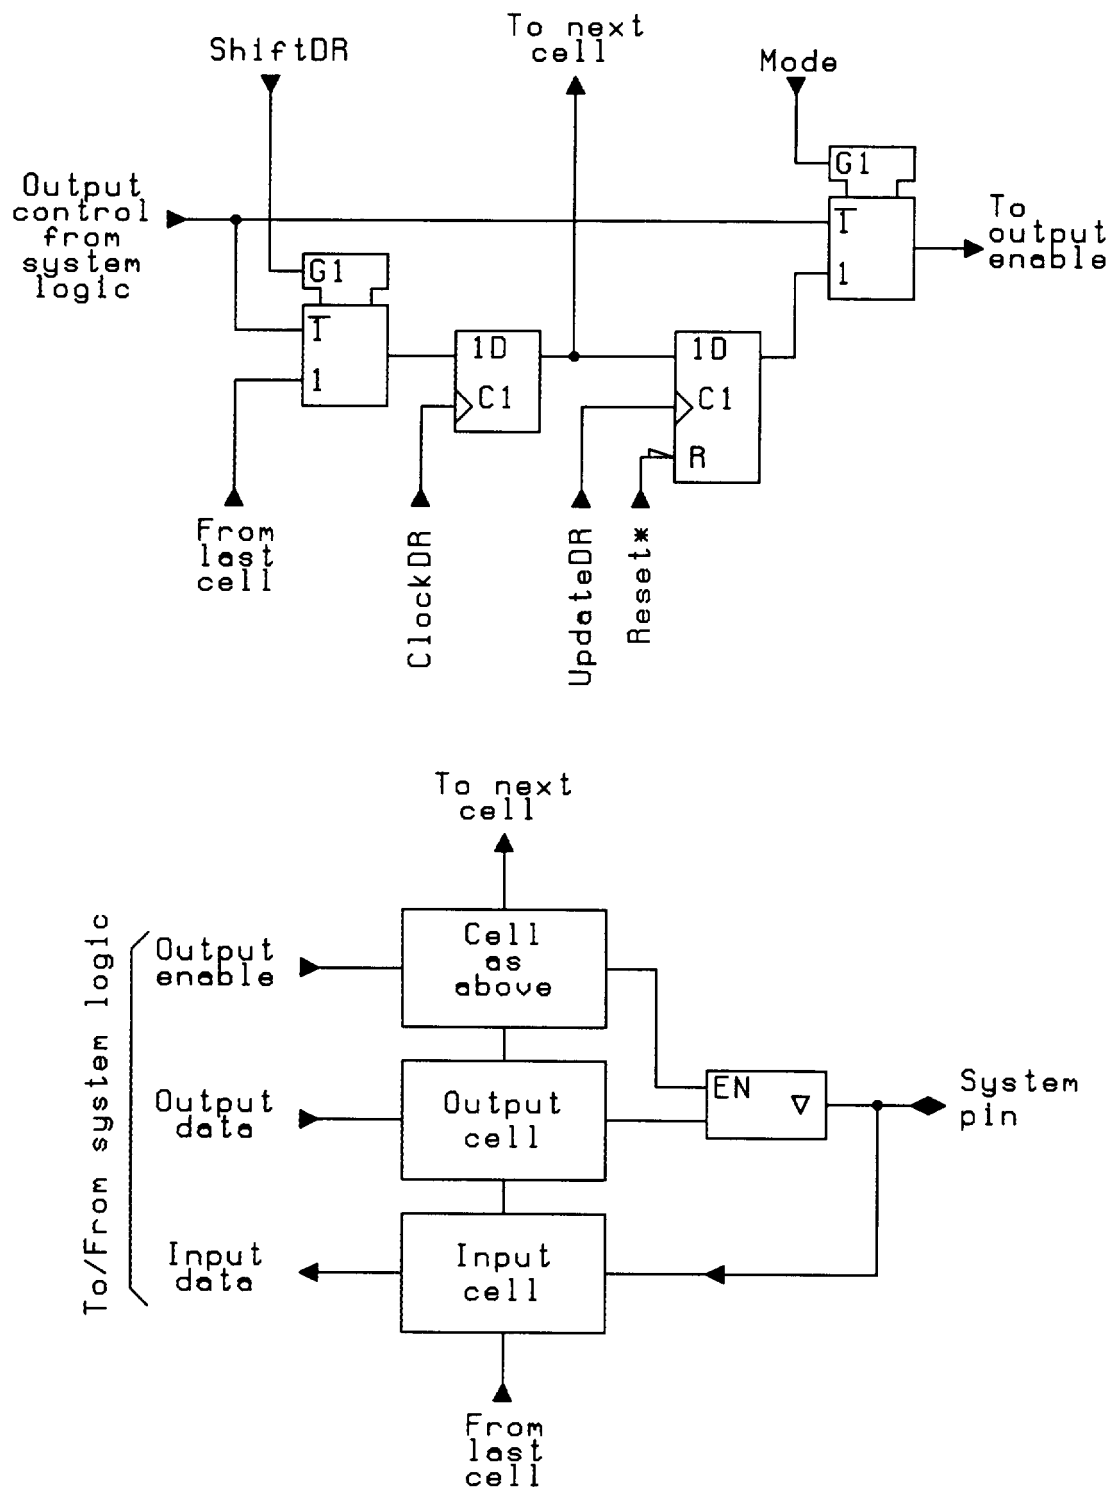 To next
cell
ShiftDR
Mode
G1
Output
control
from
system
logic
To
output
enable
1
1
G1
1
1
1D
C1
1D
C1
R
From
last
cell
ClockDR
UpdateDR
Reset*
To next
cell
To/From system logic
Output
enable
Cell
as
above
Output
data
Output
cell
EN
System
pin
Input
data
Input
cell
From
last
cell